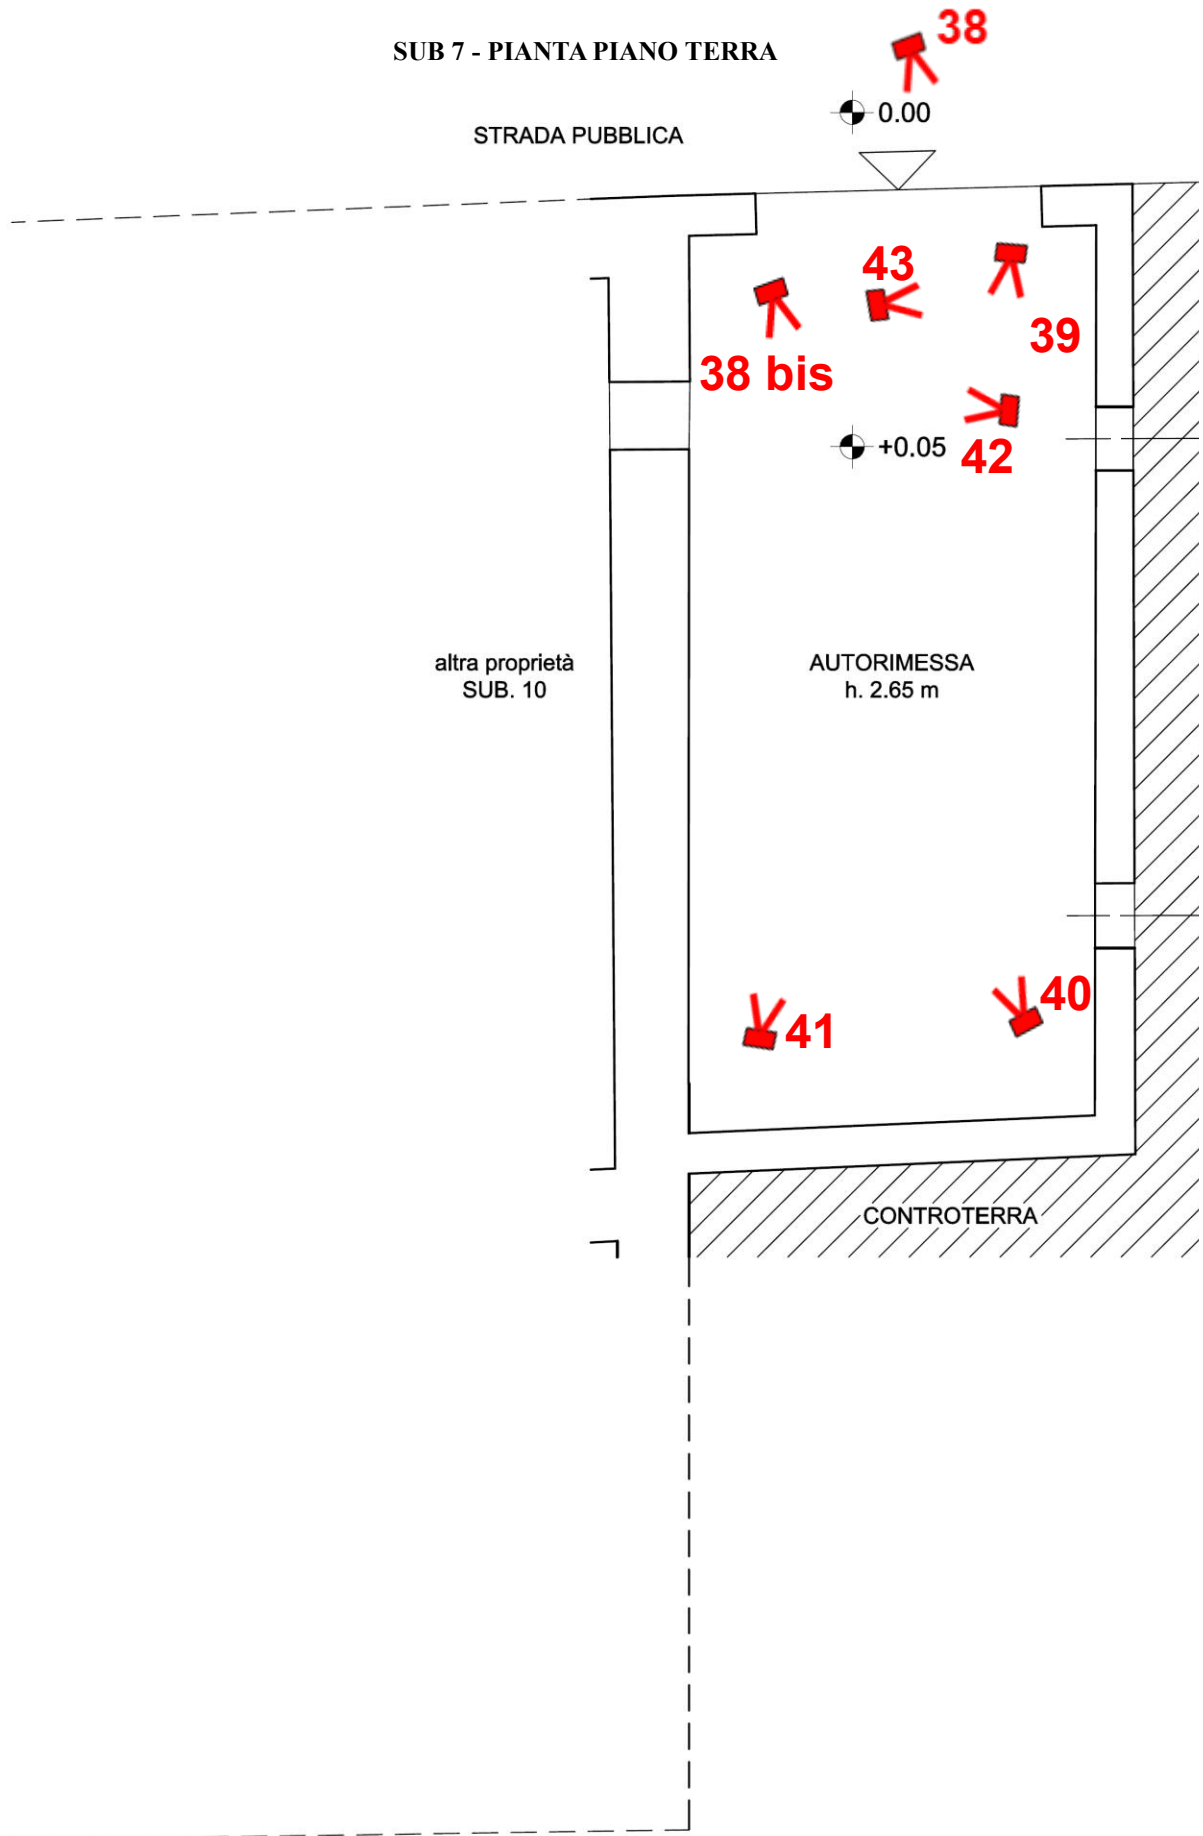 38
SUB 7 - PIANTA PIANO TERRA
0.00
STRADA PUBBLICA
43
39
38 bis
+0.05
42
altra proprietà
SUB. 10
AUTORIMESSA
h. 2.65 m
40
41
CONTROTERRA